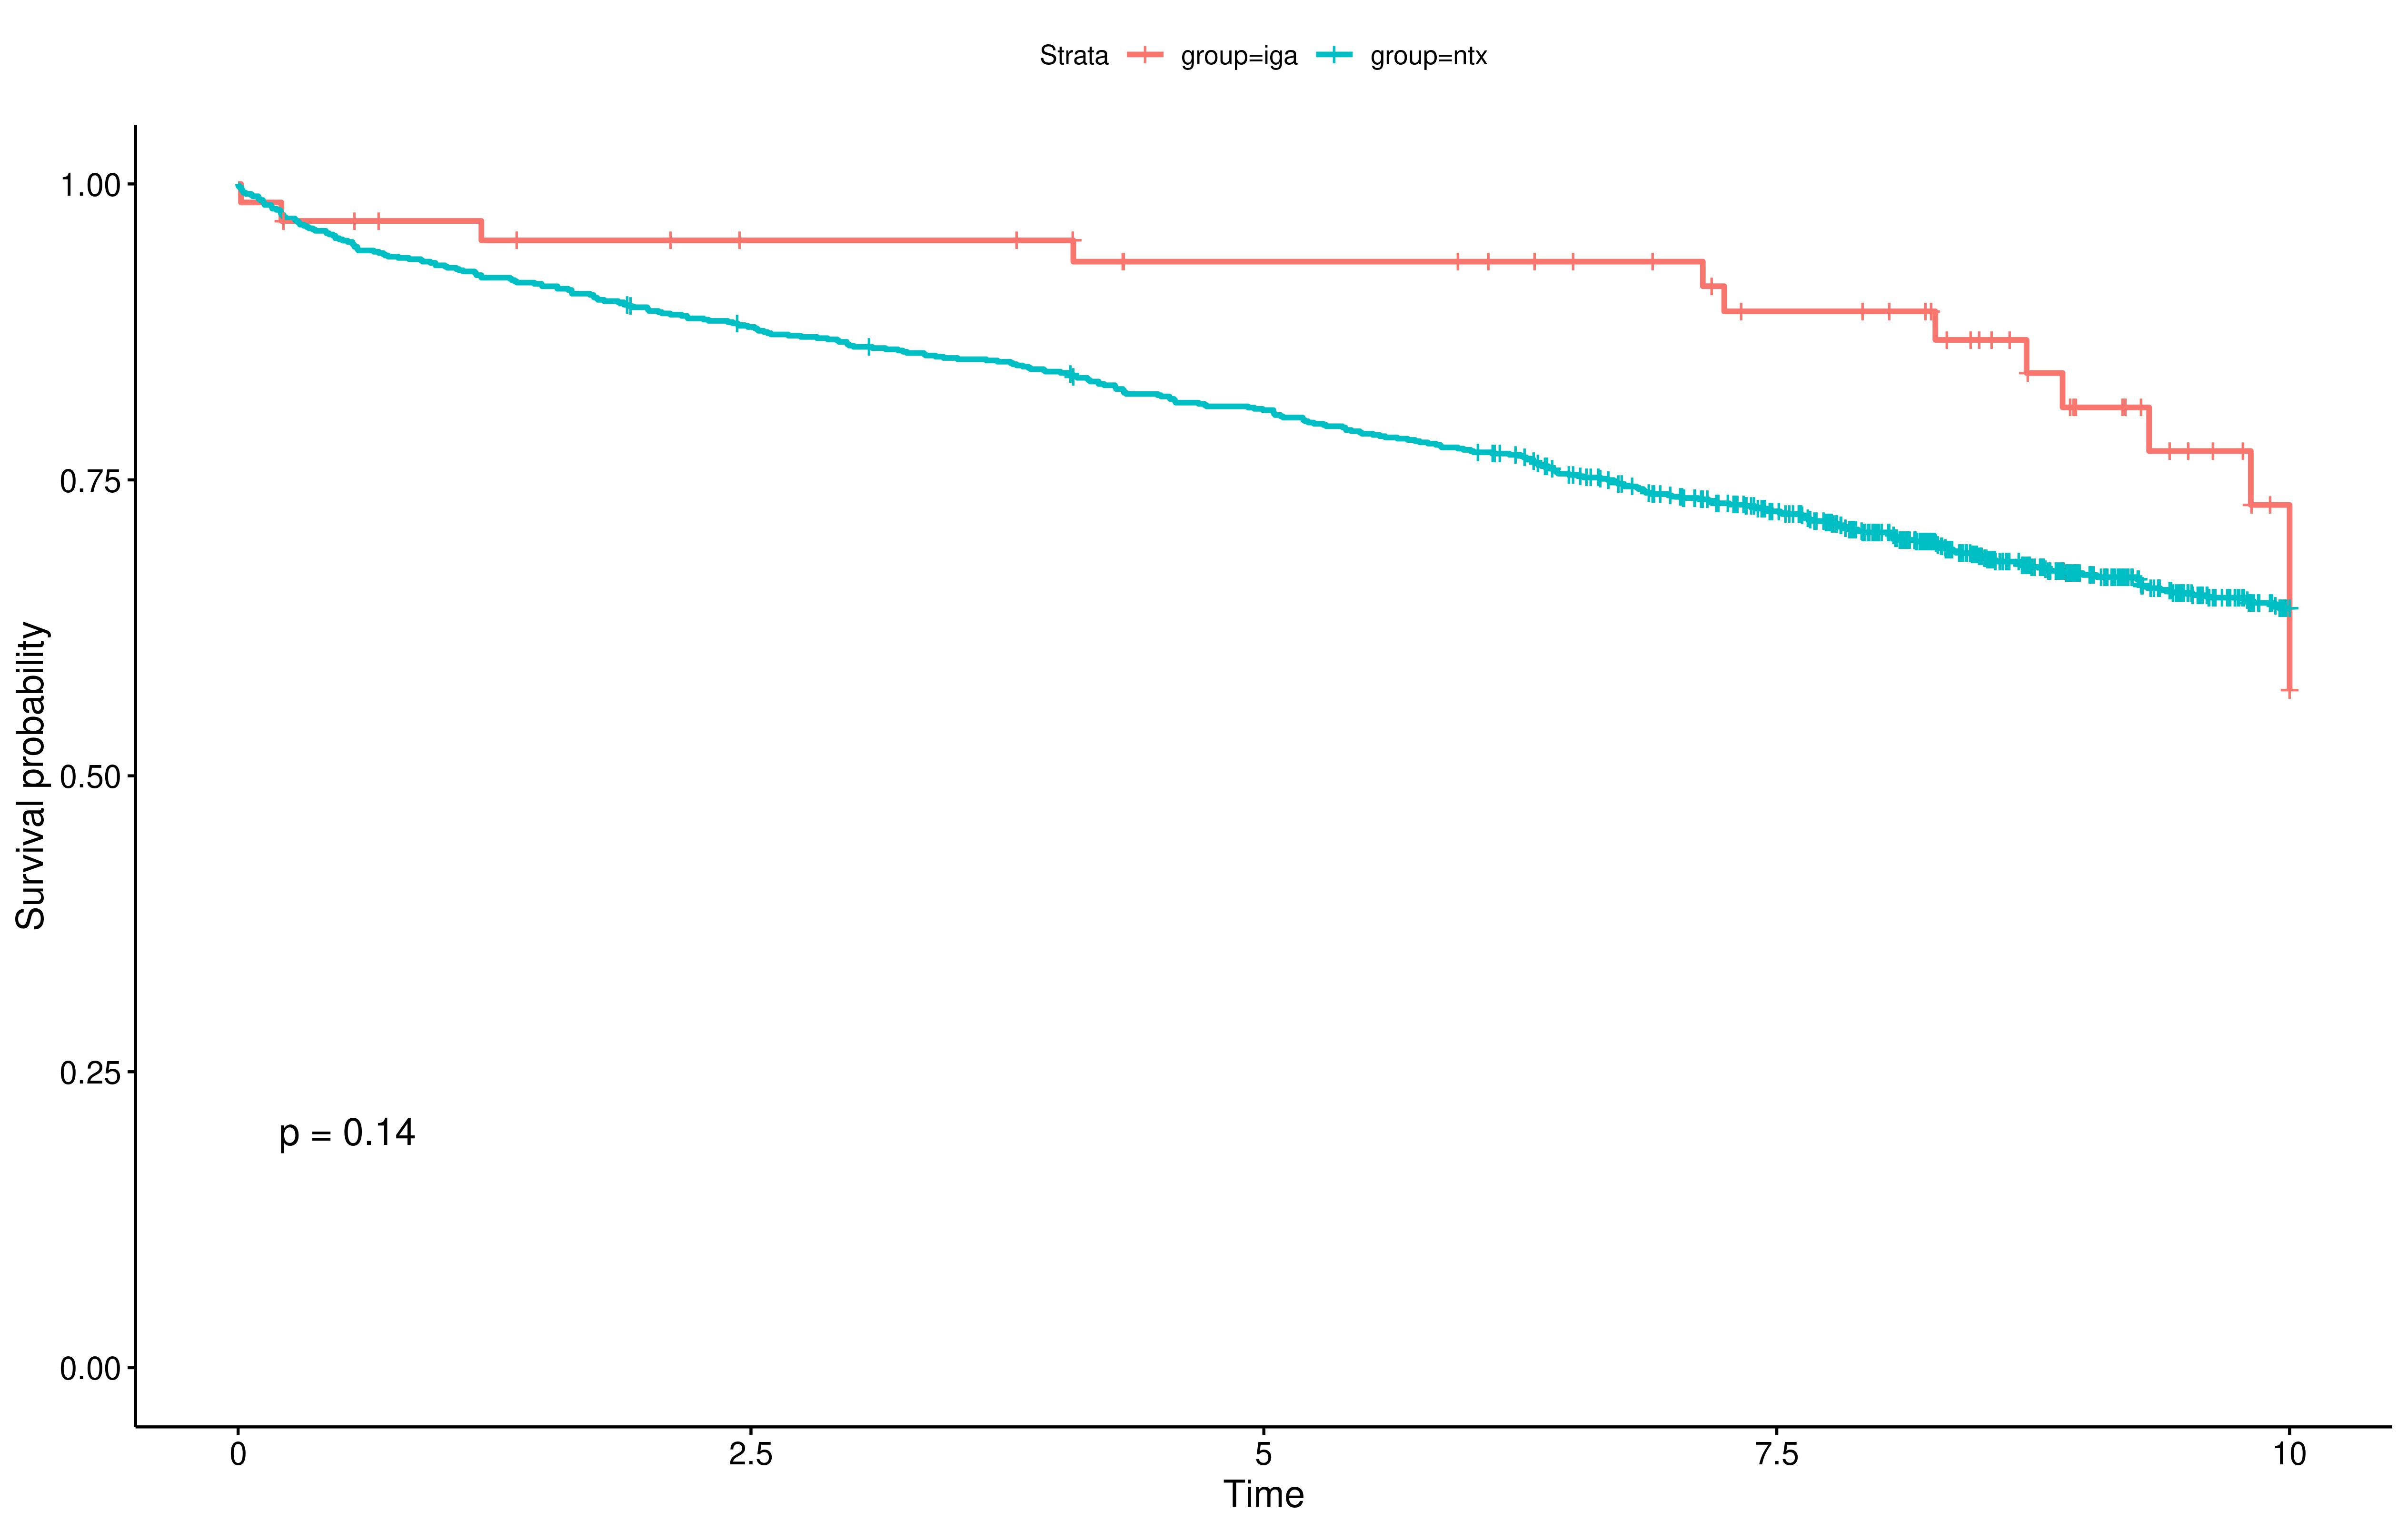 Strata group=iga group=ntx
Survival probability
1.00
0.75
0.50
0.25
0.00
p = 0.14
0 2.5 5 7.5 10
Time